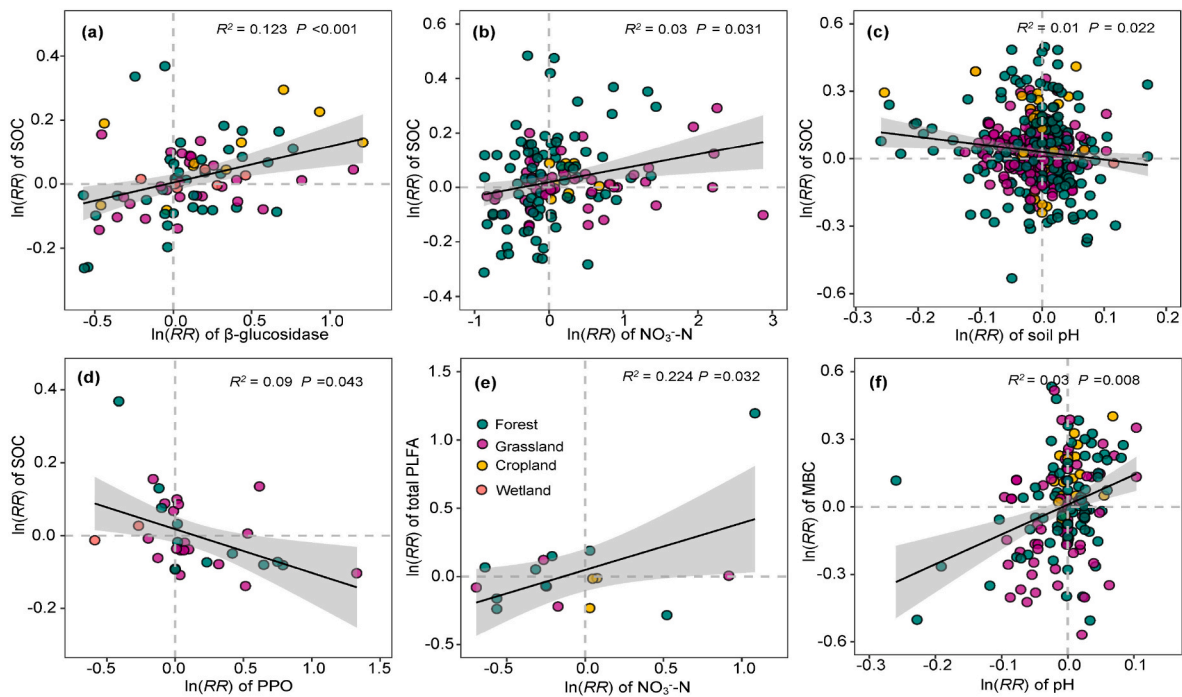 (a)
R² = 0.123 P <0.001
ln(RR) of SOC
0.4
0.2
0.0
-0.2
-0.5
0.0
0.5
1.0
ln(RR) of β-glucosidase
(b)
R² = 0.03 P = 0.031
ln(RR) of SOC
0.6
0.4
0.2
0.0
-0.2
-0.4
-1
0
1
2
3
ln(RR) of NO₃⁻-N
(c)
R² = 0.01 P = 0.022
ln(RR) of SOC
0.6
0.3
0.0
-0.3
-0.6
-0.3
-0.2
-0.1
0.0
0.1
0.2
ln(RR) of soil pH
(d)
R² = 0.09 P =0.043
ln(RR) of SOC
0.4
0.2
0.0
-0.2
-0.5
0.0
0.5
1.0
1.5
ln(RR) of PPO
(e)
R² = 0.224 P =0.032
Forest
Grassland
Cropland
Wetland
ln(RR) of total PLFA
1.5
1.0
0.5
0.0
-0.5
-0.5
0.0
0.5
1.0
ln(RR) of NO₃⁻-N
(f)
R² = 0.03 P =0.008
ln(RR) of MBC
0.6
0.3
0.0
-0.3
-0.6
-0.3
-0.2
-0.1
0.0
0.1
ln(RR) of pH